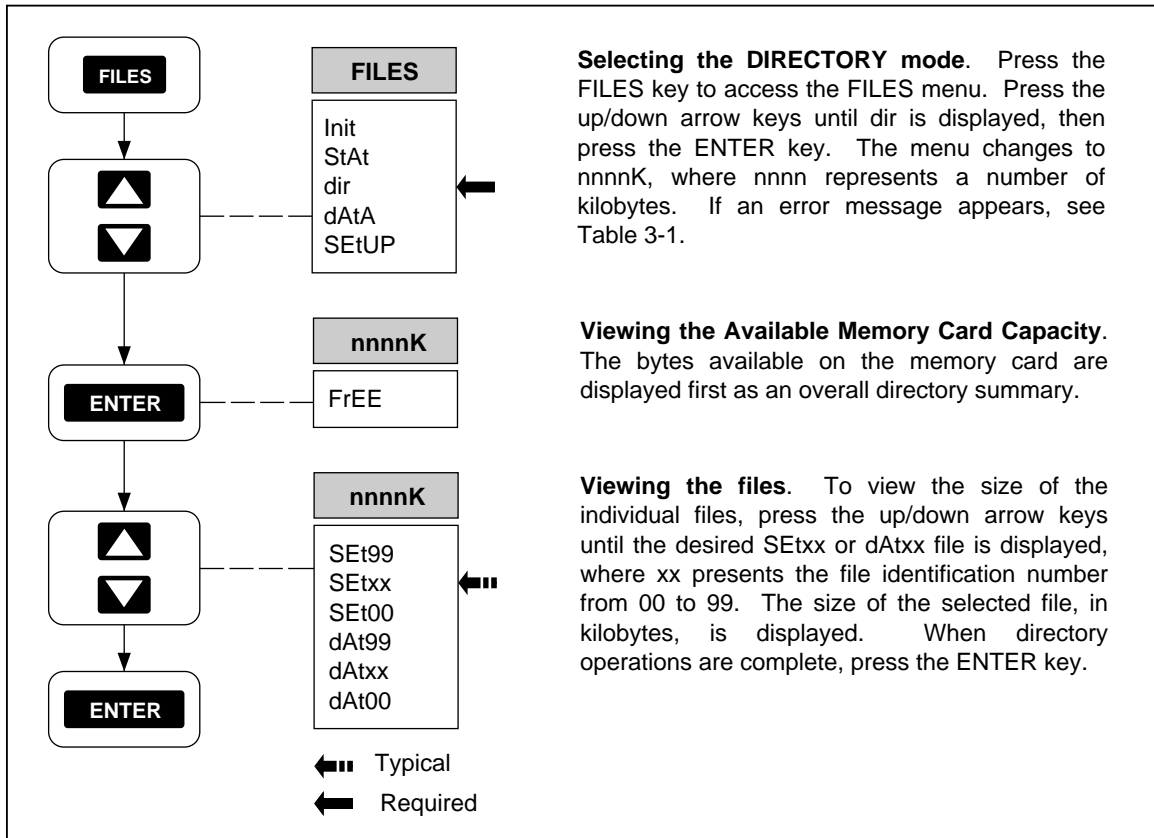 FILES
FILES
Init
StAt
dir
dAtA
SEtUP
Selecting the DIRECTORY mode. Press the
FILES key to access the FILES menu. Press the
up/down arrow keys until dir is displayed, then
press the ENTER key. The menu changes to
nnnnK, where nnnn represents a number of
kilobytes. If an error message appears, see
Table 3-1.
ENTER
nnnnK
FrEE
Viewing the Available Memory Card Capacity.
The bytes available on the memory card are
displayed first as an overall directory summary.
nnnnK
SEt99
SEtxx
SEt00
dAt99
dAtxx
dAt00
Viewing the files. To view the size of the
individual files, press the up/down arrow keys
until the desired SEtxx or dAtxx file is displayed,
where xx presents the file identification number
from 00 to 99. The size of the selected file, in
kilobytes, is displayed. When directory
operations are complete, press the ENTER key.
ENTER
Typical
Required